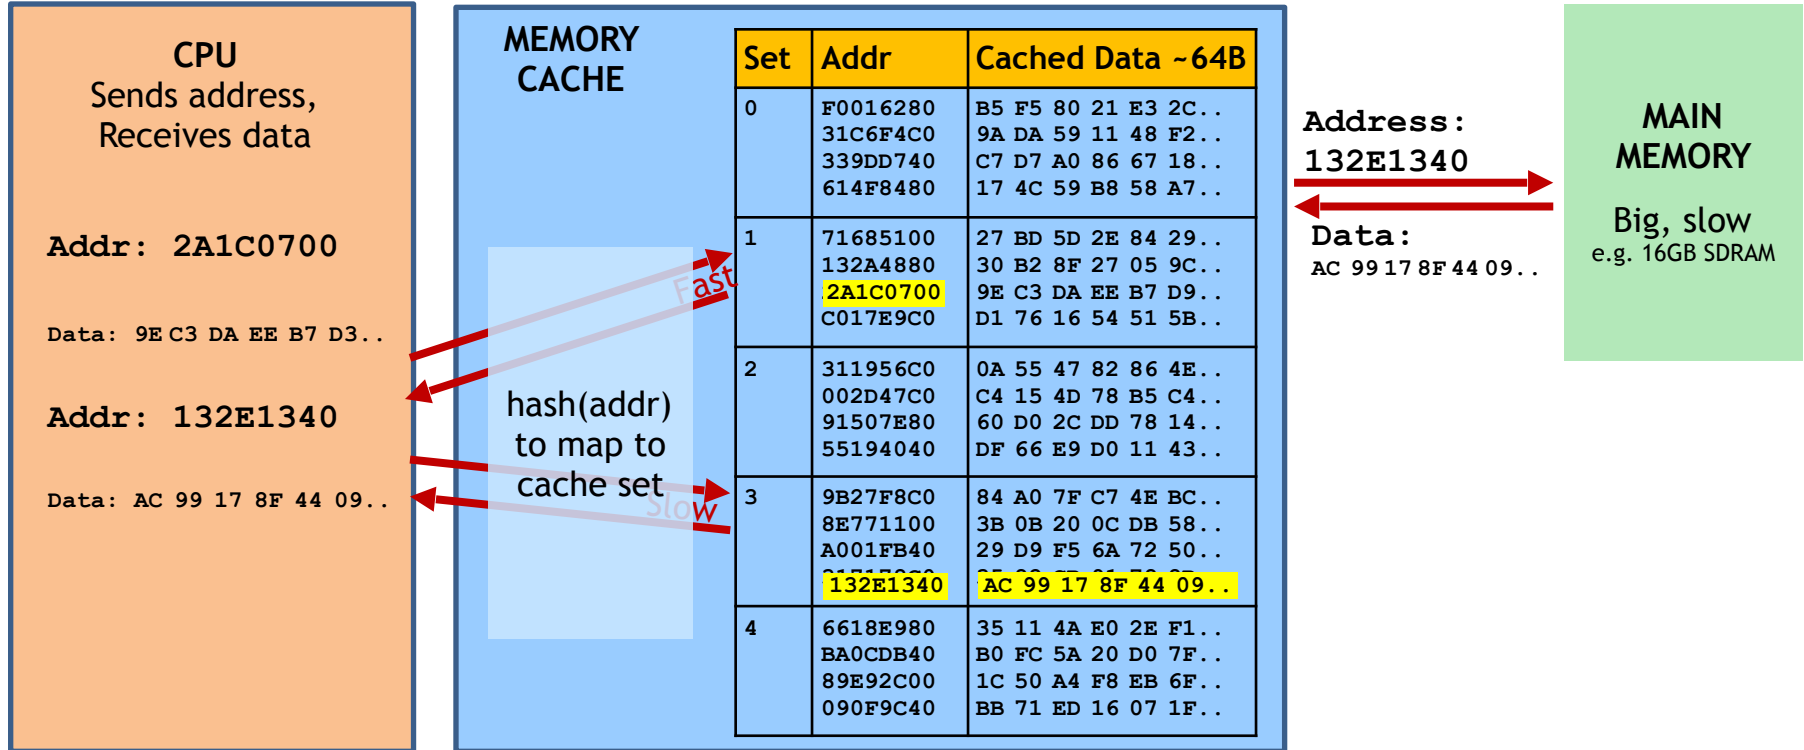 CPU
Sends address,
Receives data
Addr: 2A1C0700
Data: 9E C3 DA EE B7 D3..
Addr: 132E1340
Data: AC 99 17 8F 44 09..
MEMORY
CACHE
hash(addr)
to map to
cache set
Fast
Slow
Set Addr Cached Data ~64B
0 F0016280 B5 F5 80 21 E3 2C..
31C6F4C0 9A DA 59 11 48 F2..
339DD740 C7 D7 A0 86 67 18..
614F8480 17 4C 59 B8 58 A7..
1 71685100 27 BD 5D 2E 84 29..
132A4880 30 B2 8F 27 05 9C..
2A1C0700 9E C3 DA EE B7 D9..
C017E9C0 D1 76 16 54 51 5B..
2 311956C0 0A 55 47 82 86 4E..
002D47C0 C4 15 4D 78 B5 C4..
91507E80 60 D0 2C DD 78 14..
55194040 DF 66 E9 D0 11 43..
3 9B27F8C0 84 A0 7F C7 4E BC..
8E771100 3B 0B 20 0C DB 58..
A001FB40 29 D9 F5 6A 72 50..
132E1340 AC 99 17 8F 44 09..
4 6618E980 35 11 4A E0 2E F1..
BA0CDB40 B0 FC 5A 20 D0 7F..
89E92C00 1C 50 A4 F8 EB 6F..
090F9C40 BB 71 ED 16 07 1F..
Address:
132E1340
Data:
AC 99 17 8F 44 09..
MAIN
MEMORY
Big, slow
e.g. 16GB SDRAM